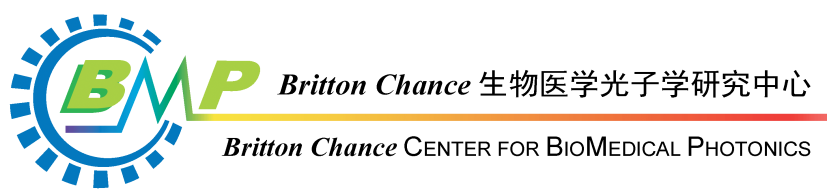 BMP
Britton Chance 生物医学光子学研究中心
Britton Chance CENTER FOR BIOMEDICAL PHOTONICS